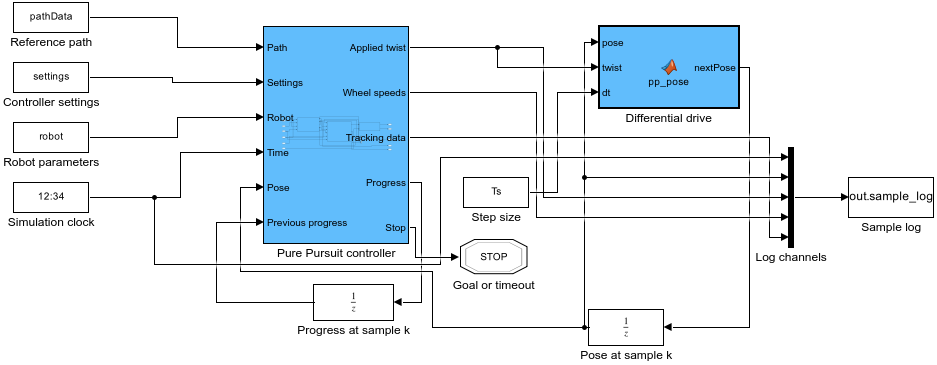 pathData
Reference path
settings
Controller settings
robot
Robot parameters
12:34
Simulation clock
Path
Settings
Robot
Time
Pose
Previous progress
Applied twist
Wheel speeds
Tracking data
Progress
Stop
Pure Pursuit controller
1
z
Progress at sample k
Ts
Step size
STOP
Goal or timeout
pose
twist
dt
pp_pose
nextPose
Differential drive
1
z
Pose at sample k
Log channels
out.sample_log
Sample log